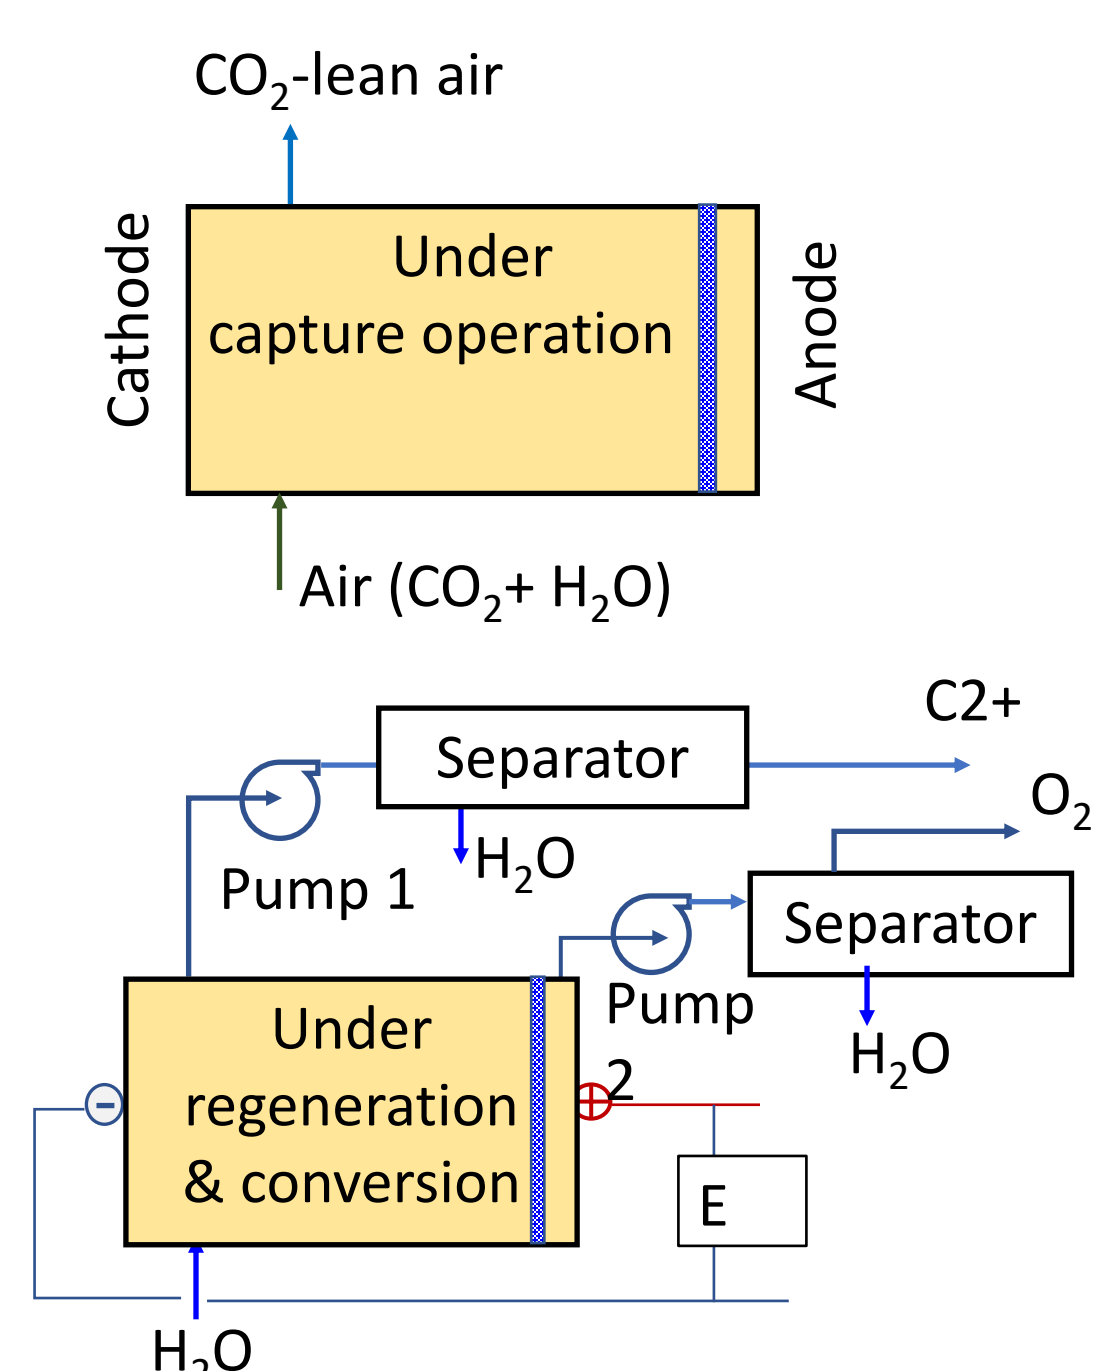 CO₂-lean air
Cathode
Under
capture operation
Anode
Air (CO₂+ H₂O)
C2+
Separator
O₂
H₂O
Pump 1
Separator
Pump
2
H₂O
Under
regeneration
& conversion
E
H₂O